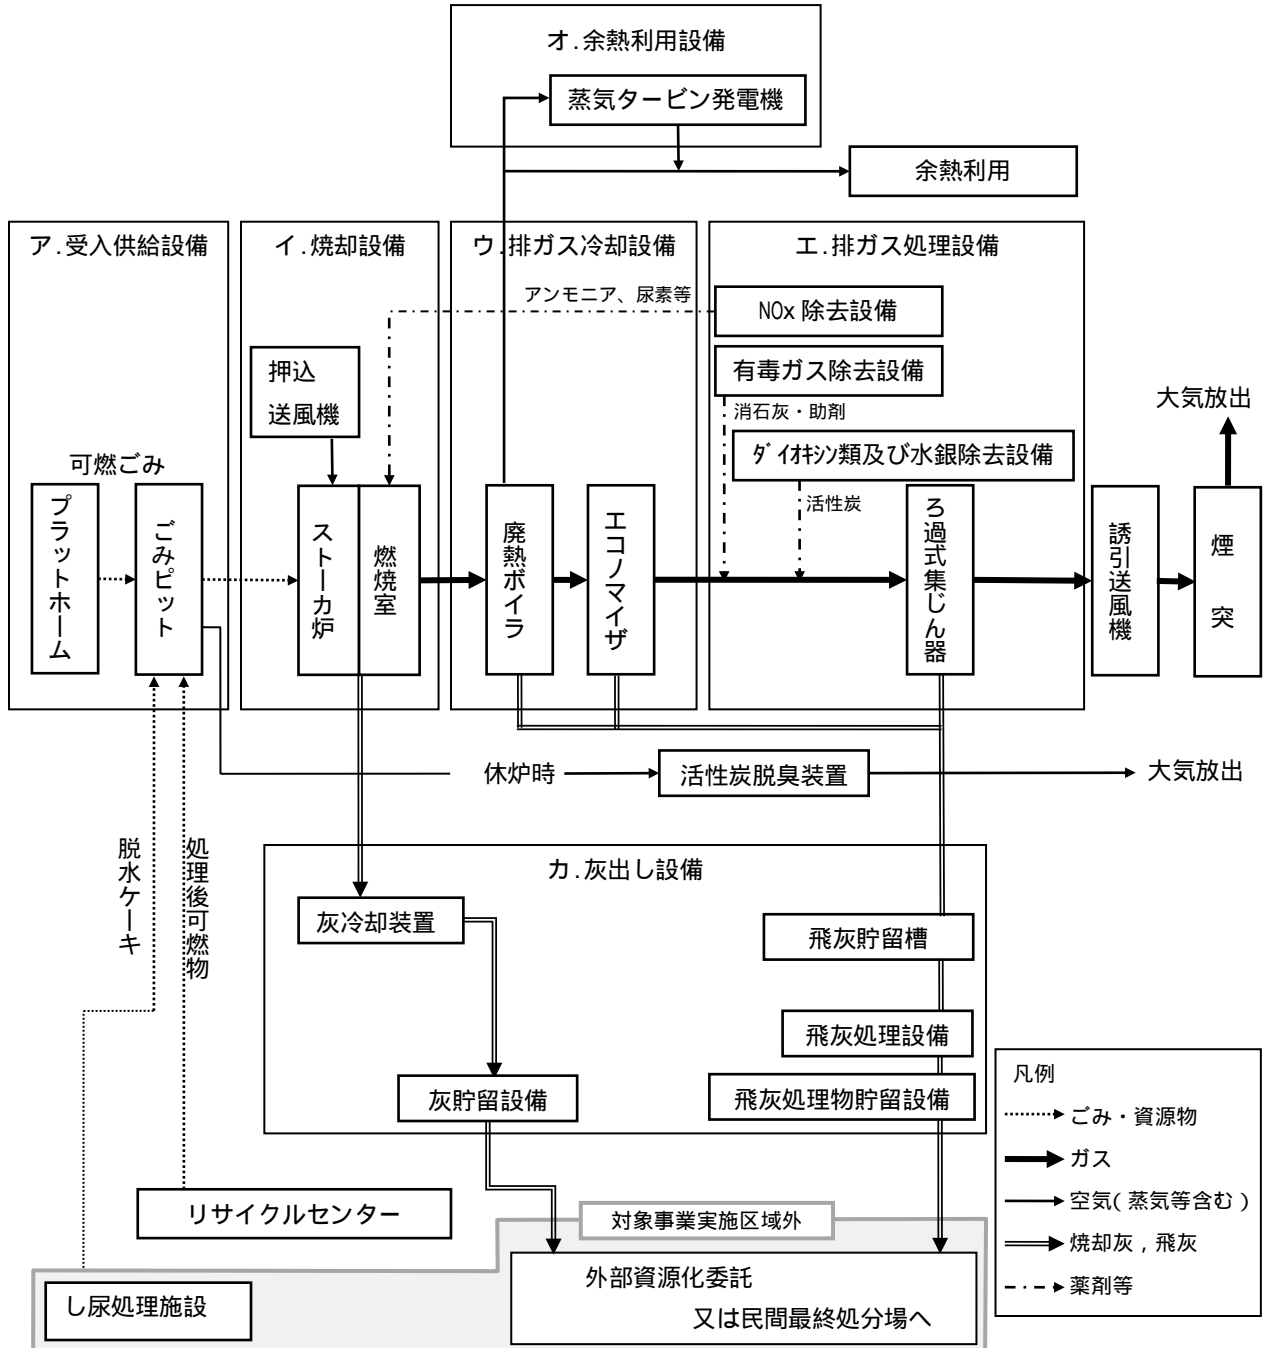 オ.余熱利用設備
蒸気タービン発電機
余熱利用
ア.受入供給設備
イ.焼却設備
ウ.排ガス冷却設備
エ.排ガス処理設備
アンモニア、尿素等
NOx 除去設備
押込
送風機
有毒ガス除去設備
消石灰・助剤
ダイオキシン類及び水銀除去設備
活性炭
大気放出
可燃ごみ
プラットホーム
ごみピット
ストーカ炉
燃焼室
廃熱ボイラ
エコノマイザ
ろ過式集じん器
誘引送風機
煙突
休炉時
活性炭脱臭装置
大気放出
脱水ケーキ
処理後可燃物
カ.灰出し設備
灰冷却装置
飛灰貯留槽
飛灰処理設備
灰貯留設備
飛灰処理物貯留設備
凡例
ごみ・資源物
ガス
空気(蒸気等含む)
焼却灰,飛灰
薬剤等
リサイクルセンター
対象事業実施区域外
し尿処理施設
外部資源化委託
又は民間最終処分場へ